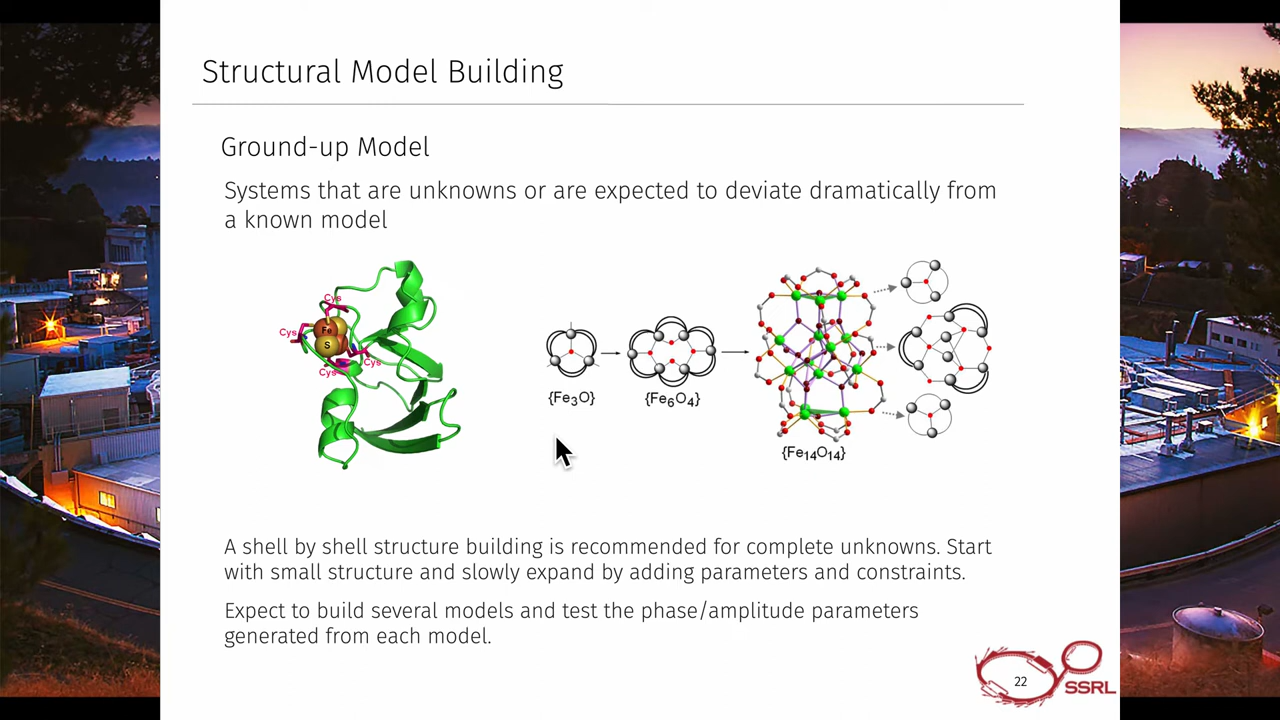 Structural Model Building
Ground-up Model
Systems that are unknowns or are expected to deviate dramatically from
a known model
Cys
Cys
Fe
S
Cys
Cys
{Fe3O}
{Fe6O4}
{Fe14O14}
A shell by shell structure building is recommended for complete unknowns. Start
with small structure and slowly expand by adding parameters and constraints.
Expect to build several models and test the phase/amplitude parameters
generated from each model.
22
SSRL